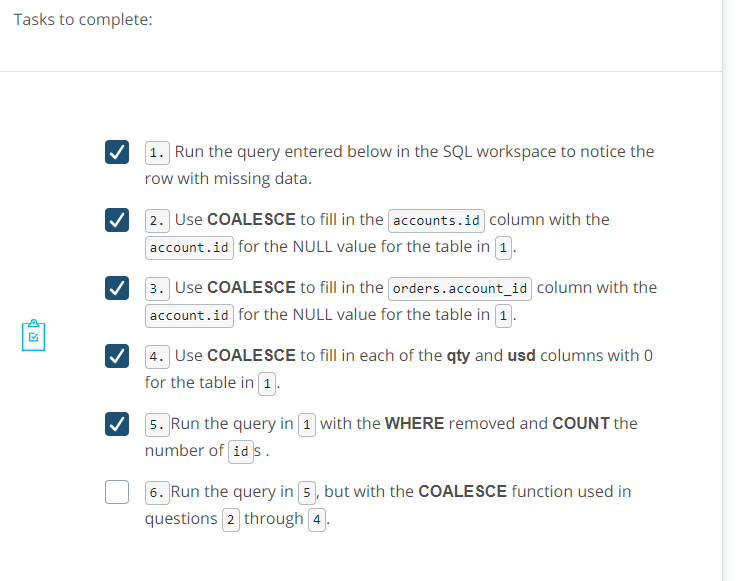 Tasks to complete:
1. Run the query entered below in the SQL workspace to notice the
row with missing data.
2. Use COALESCE to fill in the accounts.id column with the
account.id for the NULL value for the table in 1.
3. Use COALESCE to fill in the orders.account_id column with the
account.id for the NULL value for the table in 1.
4. Use COALESCE to fill in each of the qty and usd columns with 0
for the table in 1.
5. Run the query in 1 with the WHERE removed and COUNT the
number of id s .
6. Run the query in 5, but with the COALESCE function used in
questions 2 through 4.